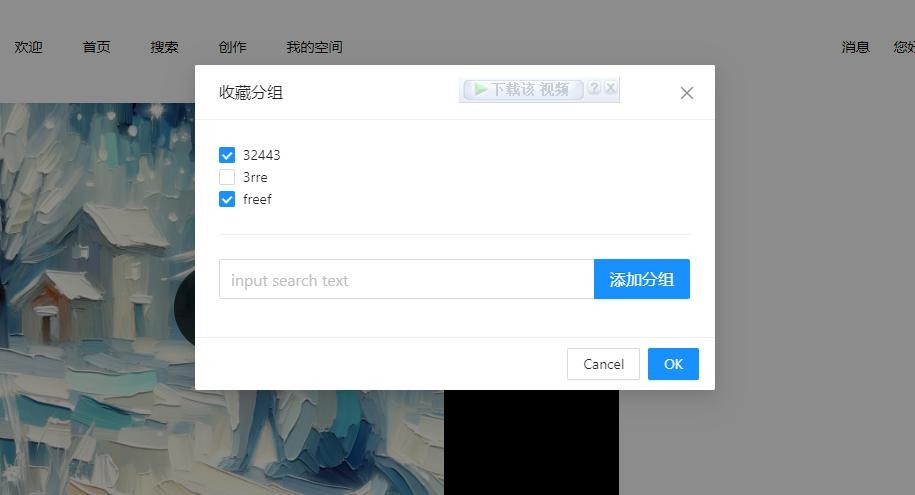 欢迎 首页 搜索 创作 我的空间 消息 您好
收藏分组
下载该 视频 ? X
32443
3rre
freef
input search text 添加分组
Cancel OK